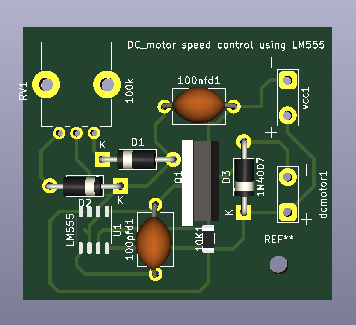 DC_motor speed control using LM555
RV1
100k
100nfd1
vcc1
K
D1
Q1
D3
1N4007
K
dcmotor1
D2
K
LM555
U1
100pfd1
10K1
REF**